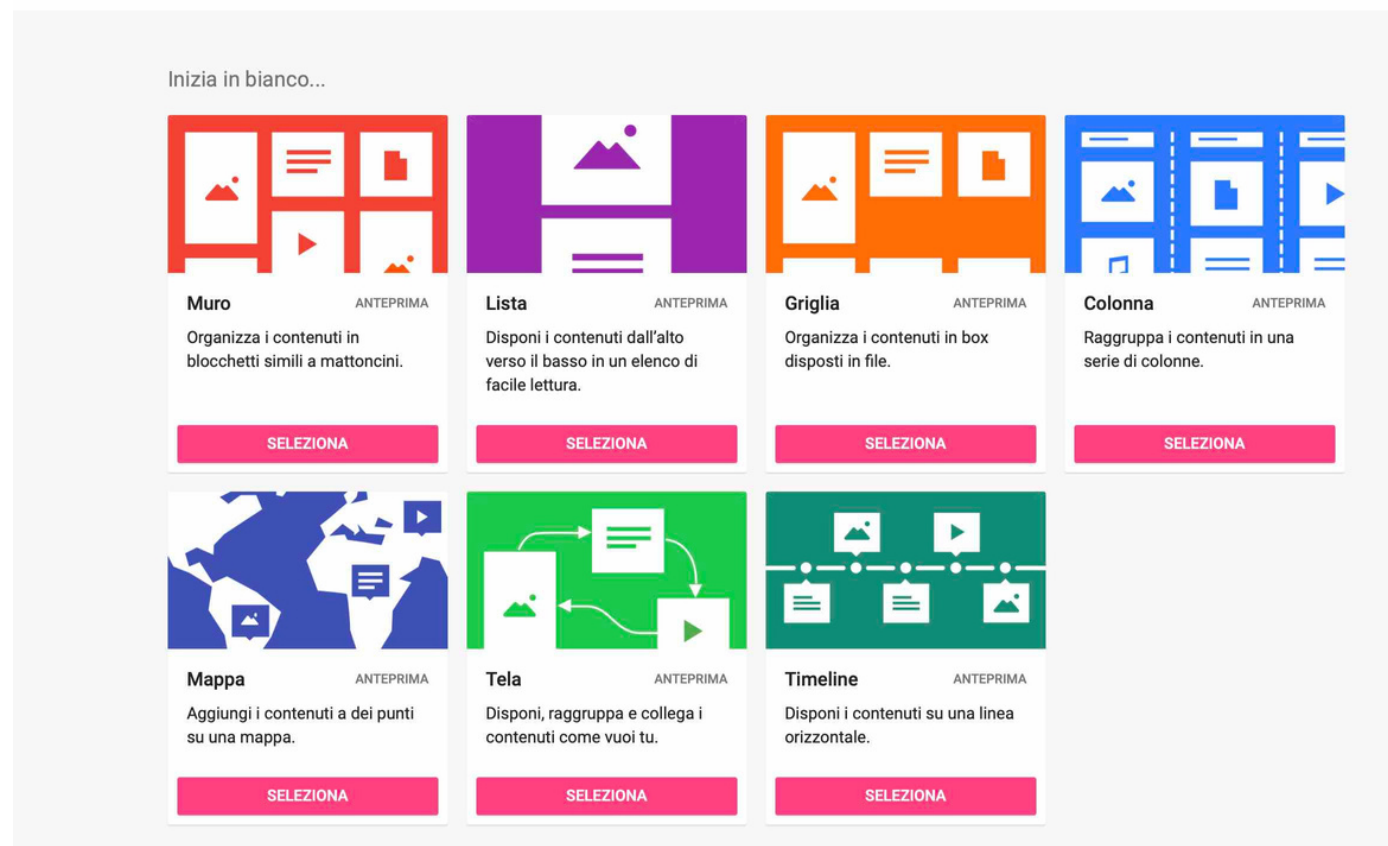 Inizia in bianco...
Muro ANTEPRIMA
Organizza i contenuti in
blocchetti simili a mattoncini.
SELEZIONA
Lista ANTEPRIMA
Disponi i contenuti dall’alto
verso il basso in un elenco di
facile lettura.
SELEZIONA
Griglia ANTEPRIMA
Organizza i contenuti in box
disposti in file.
SELEZIONA
Colonna ANTEPRIMA
Raggruppa i contenuti in una
serie di colonne.
SELEZIONA
Mappa ANTEPRIMA
Aggiungi i contenuti a dei punti
su una mappa.
SELEZIONA
Tela ANTEPRIMA
Disponi, raggruppa e collega i
contenuti come vuoi tu.
SELEZIONA
Timeline ANTEPRIMA
Disponi i contenuti su una linea
orizzontale.
SELEZIONA